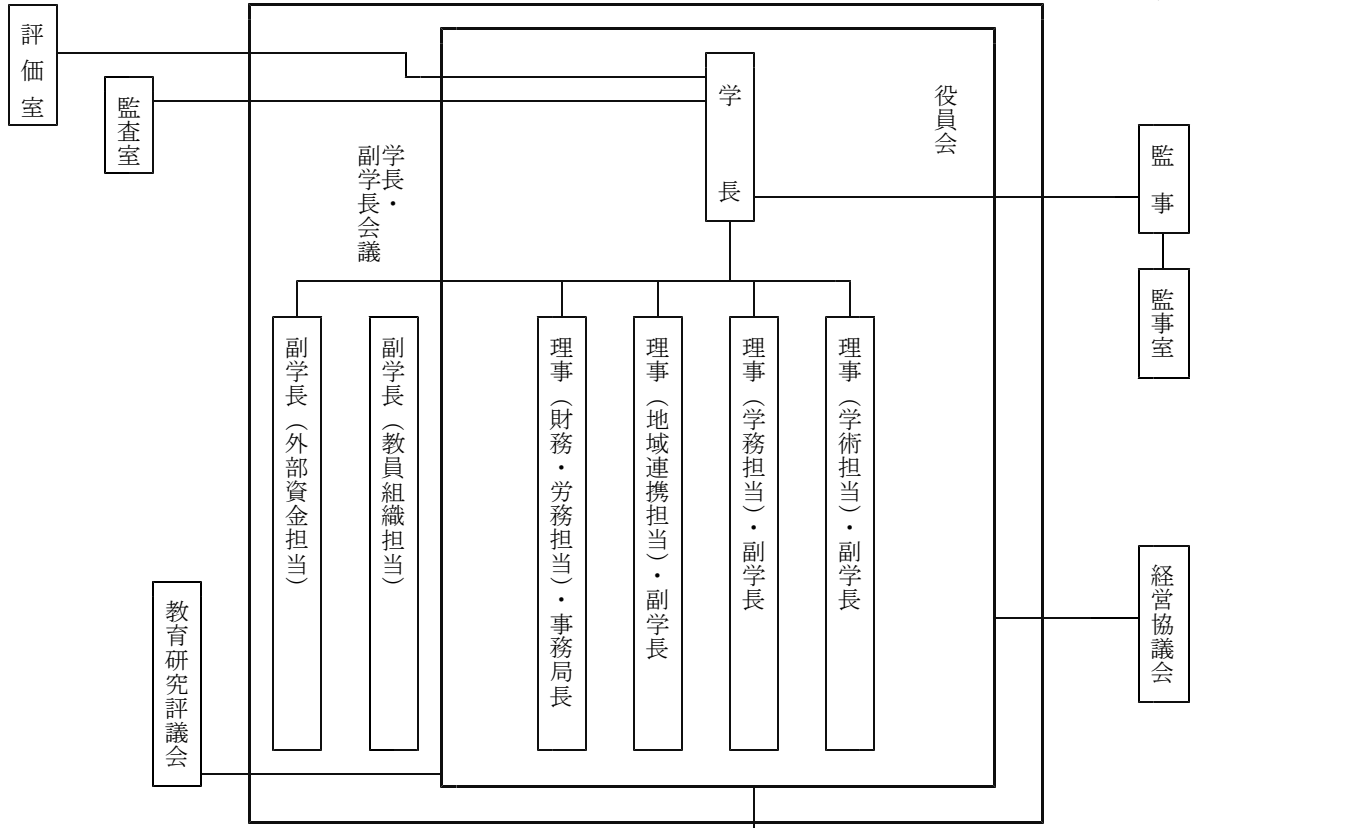 役員会
監事
監事室
経営協議会
学長
理事（学術担当）・副学長
理事（学務担当）・副学長
理事（地域連携担当）・副学長
理事（財務・労務担当）・事務局長
学長・
副学長会議
副学長（教員組織担当）
副学長（外部資金担当）
教育研究評議会
監査室
評価室